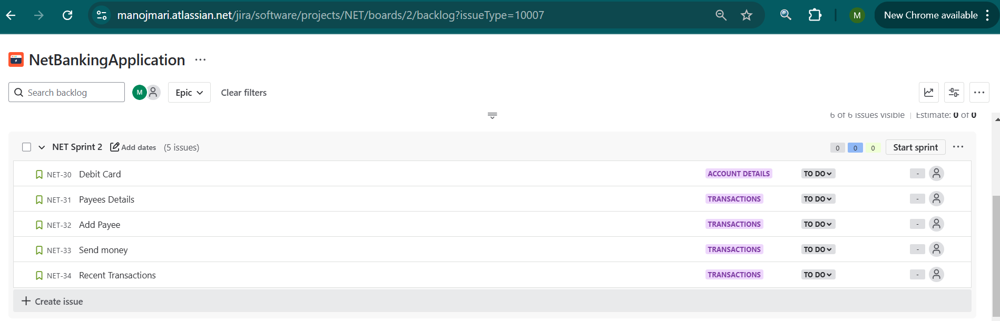 manojmari.atlassian.net/jira/software/projects/NET/boards/2/backlog?issueType=10007
M
New Chrome available
NetBankingApplication
Search backlog
M
Epic
Clear filters
6 of 6 issues visible
Estimate: 0 of 0
NET Sprint 2 Add dates (5 issues)
0 0 0 Start sprint
NET-30 Debit Card ACCOUNT DETAILS TO DO -
NET-31 Payees Details TRANSACTIONS TO DO -
NET-32 Add Payee TRANSACTIONS TO DO -
NET-33 Send money TRANSACTIONS TO DO -
NET-34 Recent Transactions TRANSACTIONS TO DO -
+ Create issue